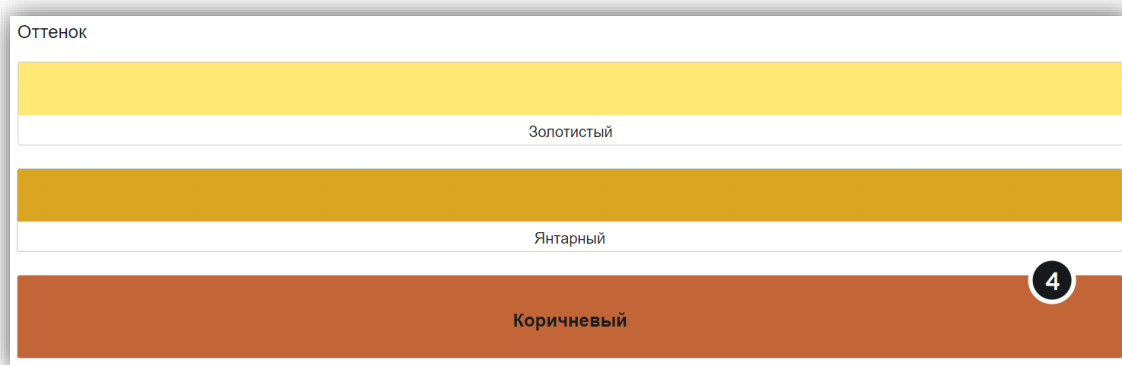 Оттенок
Золотистый
Янтарный
4
Коричневый